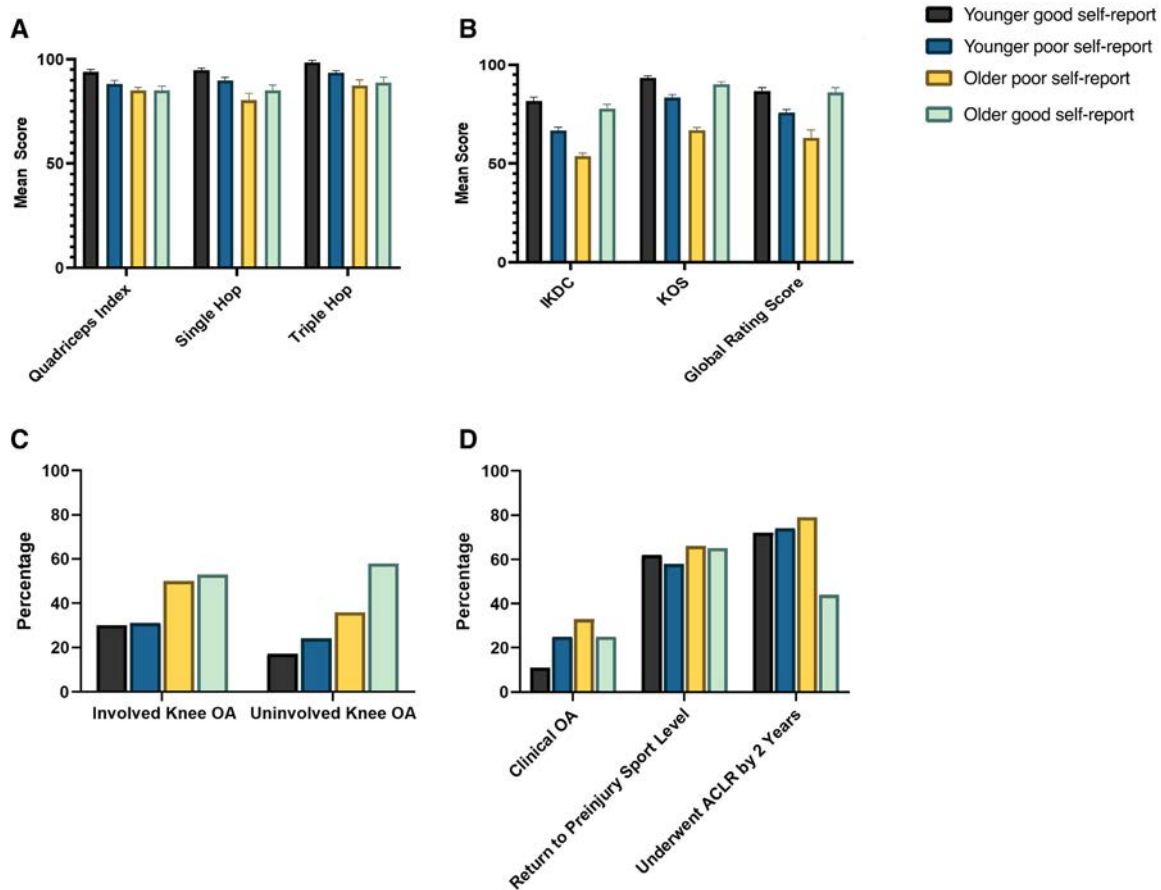 A
Mean Score
100
50
0
Quadriceps Index
Single Hop
Triple Hop
B
Mean Score
100
50
0
IKDC
KOS
Global Rating Score
Younger good self-report
Younger poor self-report
Older poor self-report
Older good self-report
C
Percentage
100
80
60
40
20
0
Involved Knee OA
Uninvolved Knee OA
D
Percentage
100
80
60
40
20
0
Clinical OA
Return to Preinjury Sport Level
Underwent ACLR by 2 Years